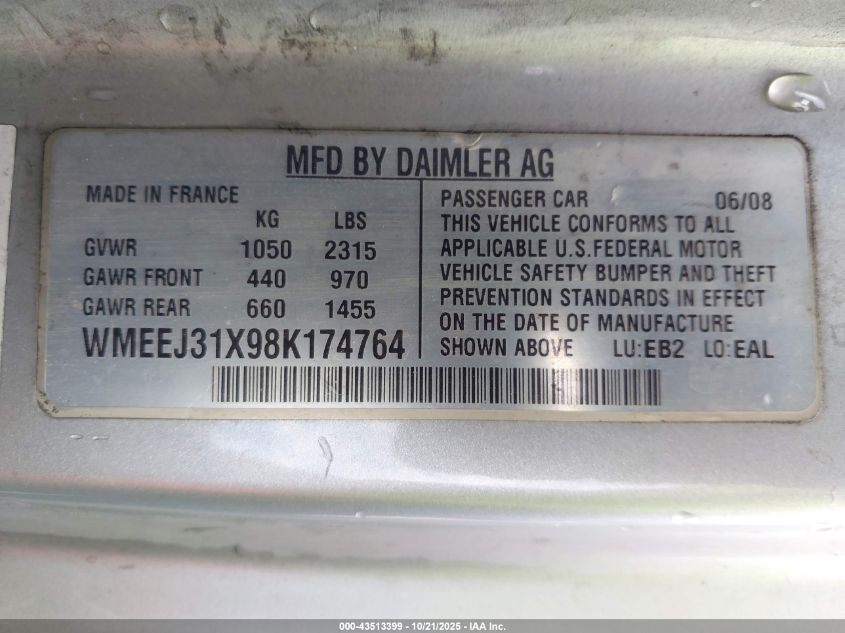 MFD BY DAIMLER AG
MADE IN FRANCE
KG LBS
GVWR 1050 2315
GAWR FRONT 440 970
GAWR REAR 660 1455
WMEEJ31X98K174764
PASSENGER CAR 06/08
THIS VEHICLE CONFORMS TO ALL
APPLICABLE U.S.FEDERAL MOTOR
VEHICLE SAFETY BUMPER AND THEFT
PREVENTION STANDARDS IN EFFECT
ON THE DATE OF MANUFACTURE
SHOWN ABOVE LU:EB2 LO:EAL
000-43513399 - 10/21/2025 - IAA Inc.